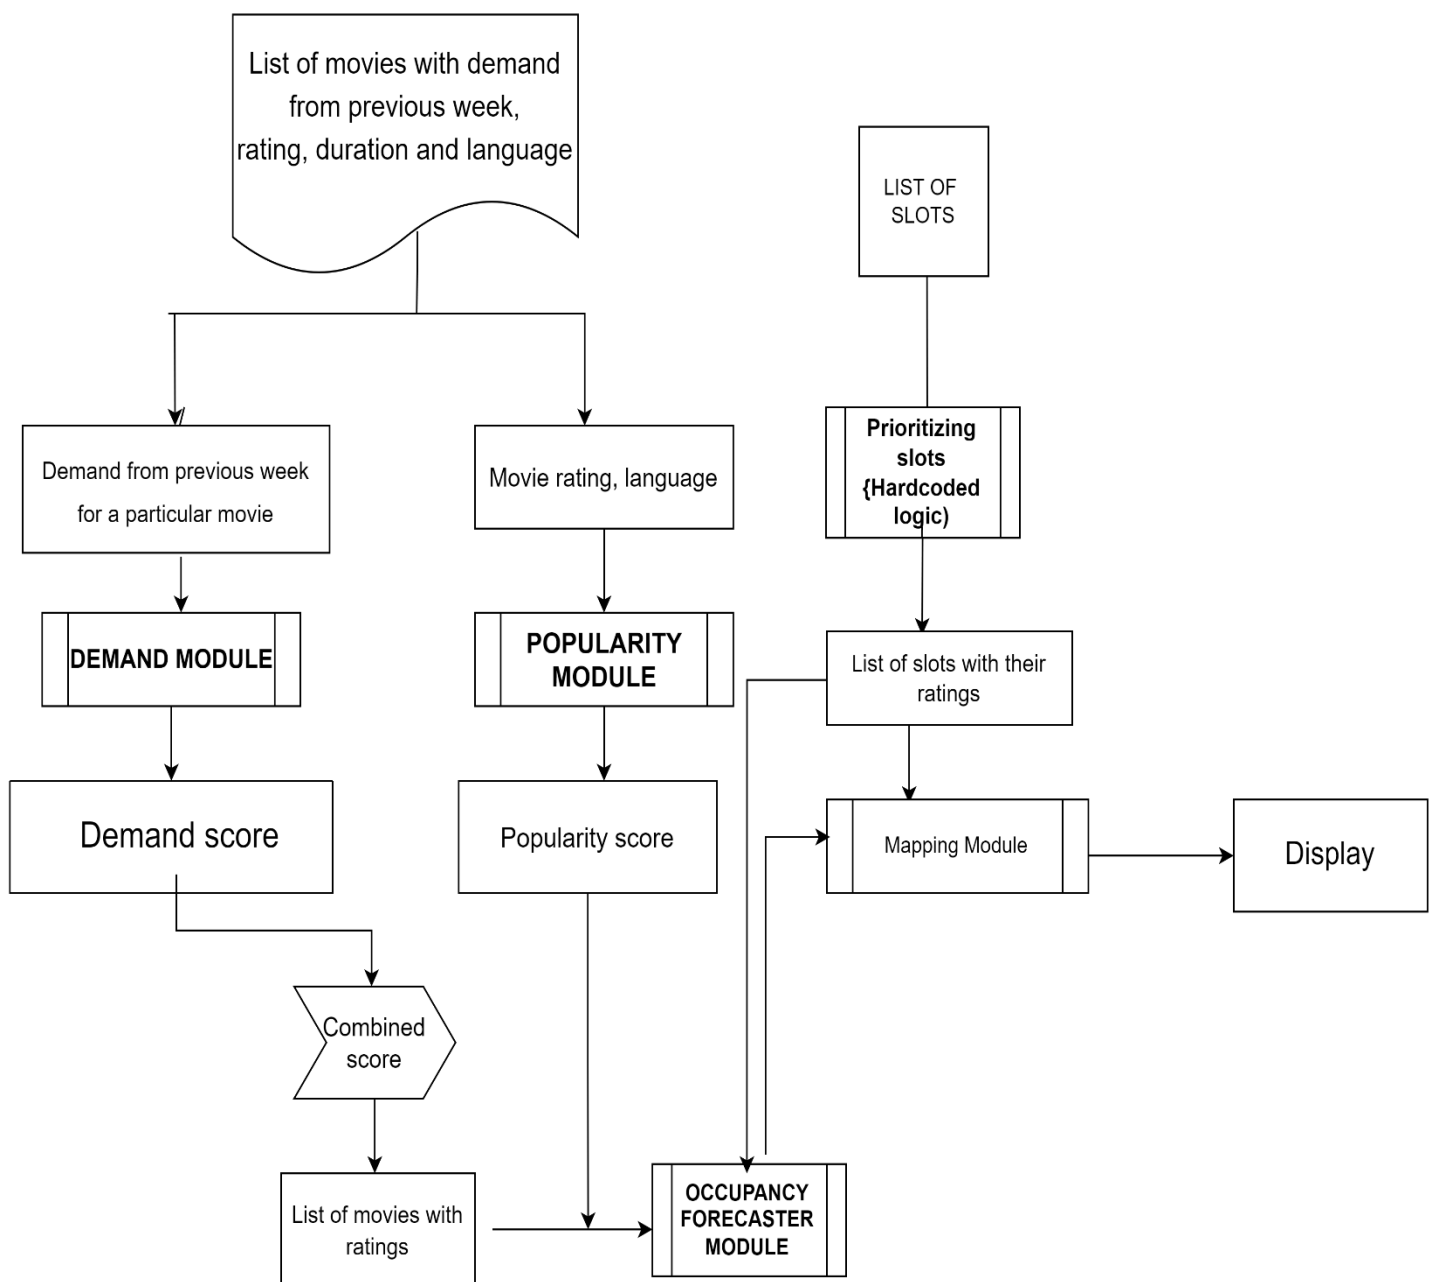 List of movies with demand
from previous week,
rating, duration and language
LIST OF
SLOTS
Prioritizing
slots
{Hardcoded
logic)
Demand from previous week
for a particular movie
Movie rating, language
DEMAND MODULE
POPULARITY
MODULE
List of slots with their
ratings
Demand score
Popularity score
Mapping Module
Display
Combined
score
List of movies with
ratings
OCCUPANCY
FORECASTER
MODULE